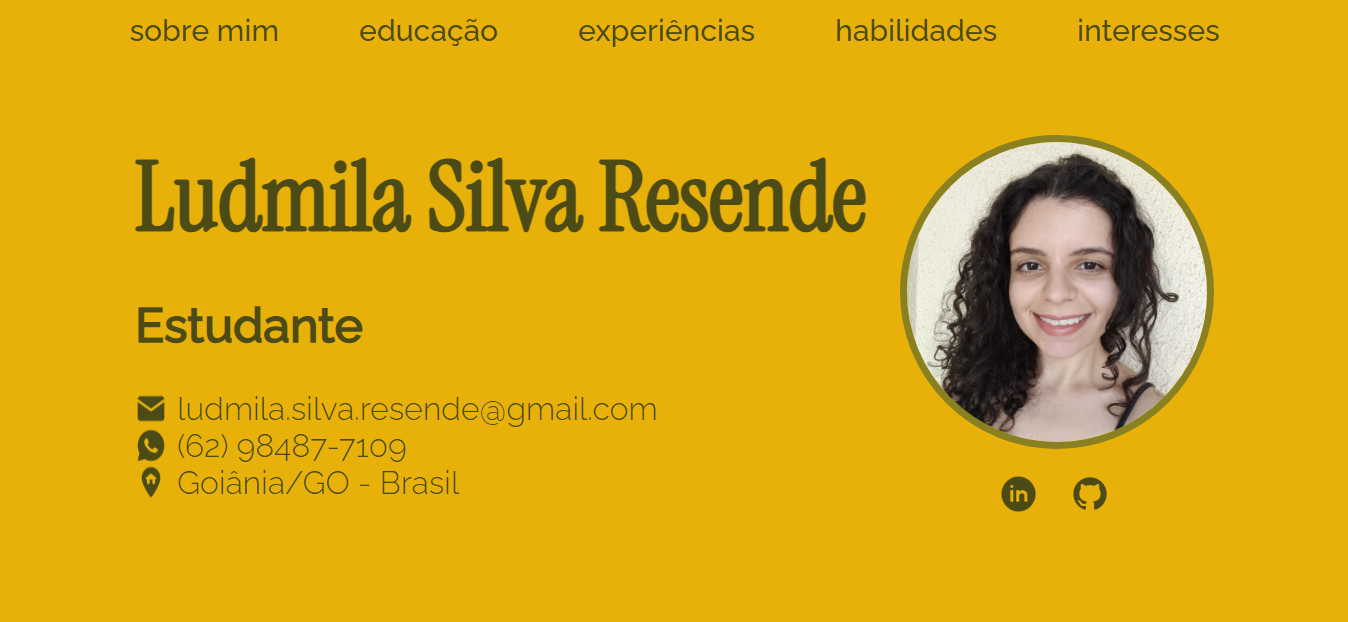 sobre mim educação experiências habilidades interesses
Ludmila Silva Resende
Estudante
ludmila.silva.resende@gmail.com
(62) 98487-7109
Goiânia/GO - Brasil
in